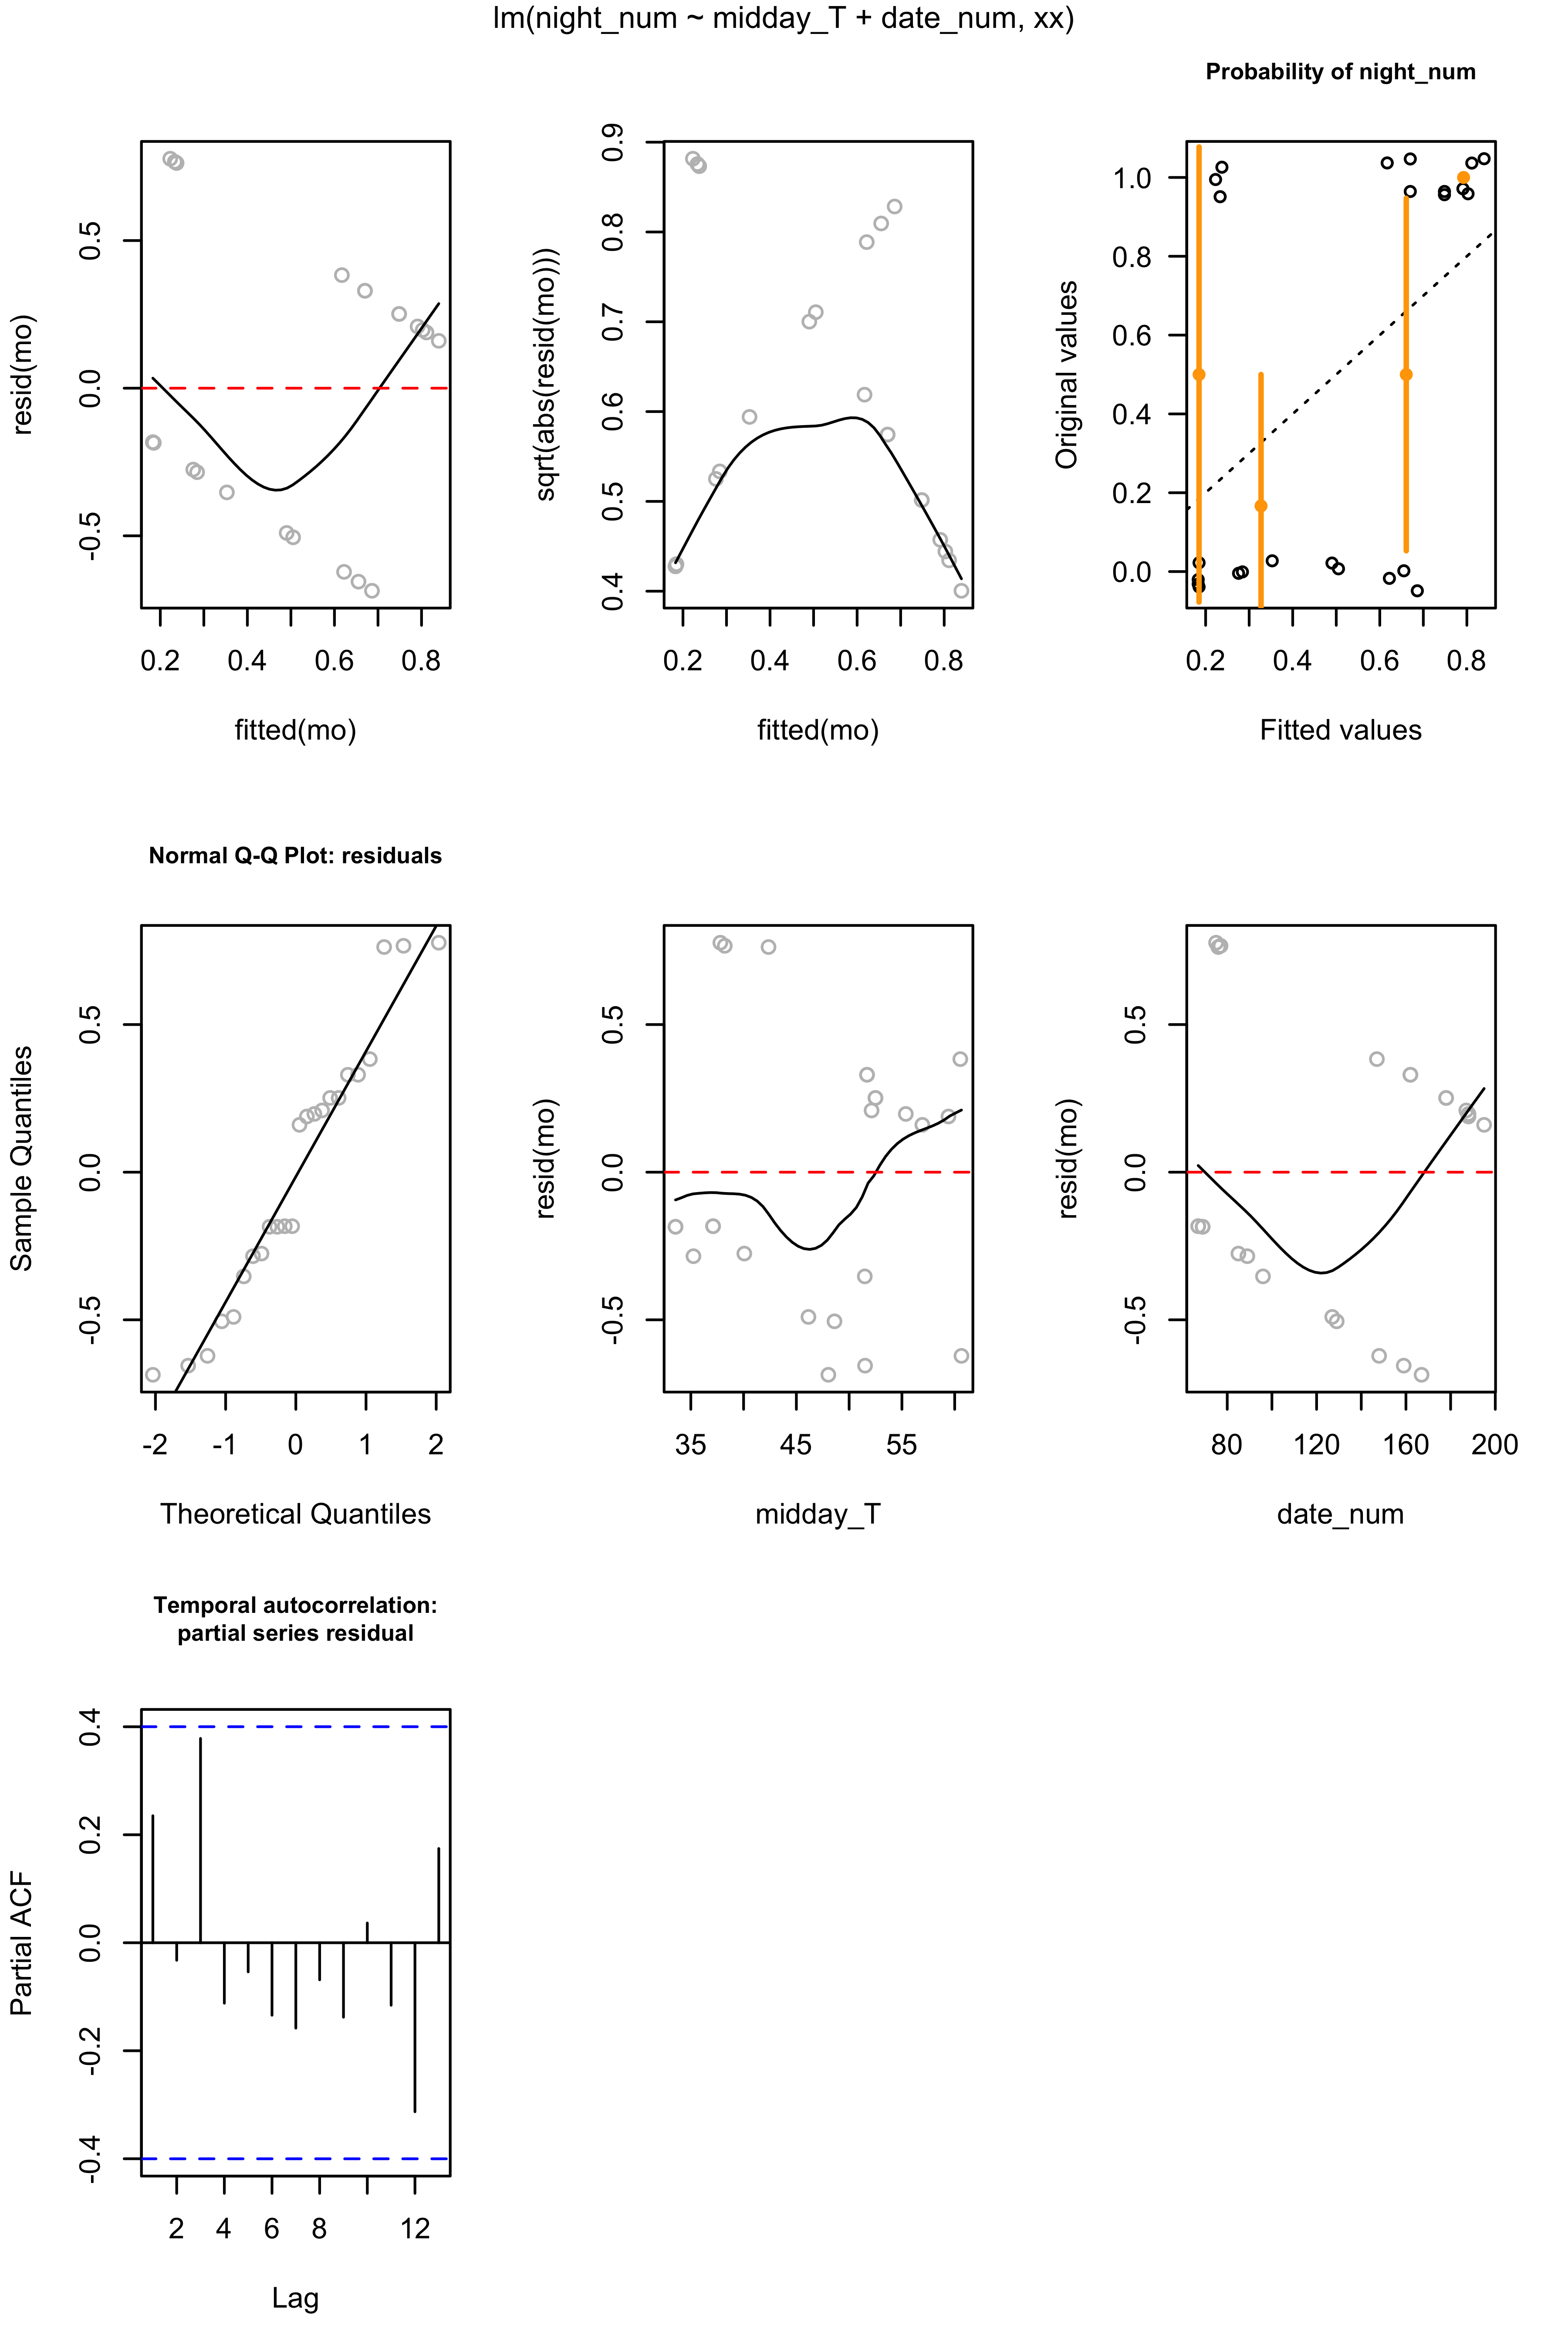 lm(night_num ~ midday_T + date_num, xx)
Probability of night_num
resid(mo)
-0.5 0.0 0.5
0.2 0.4 0.6 0.8
fitted(mo)
sqrt(abs(resid(mo)))
0.4 0.5 0.6 0.7 0.8 0.9
0.2 0.4 0.6 0.8
fitted(mo)
Original values
0.0 0.2 0.4 0.6 0.8 1.0
0.2 0.4 0.6 0.8
Fitted values
Normal Q-Q Plot: residuals
Sample Quantiles
-0.5 0.0 0.5
-2 -1 0 1 2
Theoretical Quantiles
resid(mo)
-0.5 0.0 0.5
35 45 55
midday_T
resid(mo)
-0.5 0.0 0.5
80 120 160 200
date_num
Temporal autocorrelation:
partial series residual
Partial ACF
-0.4 -0.2 0.0 0.2 0.4
2 4 6 8 12
Lag